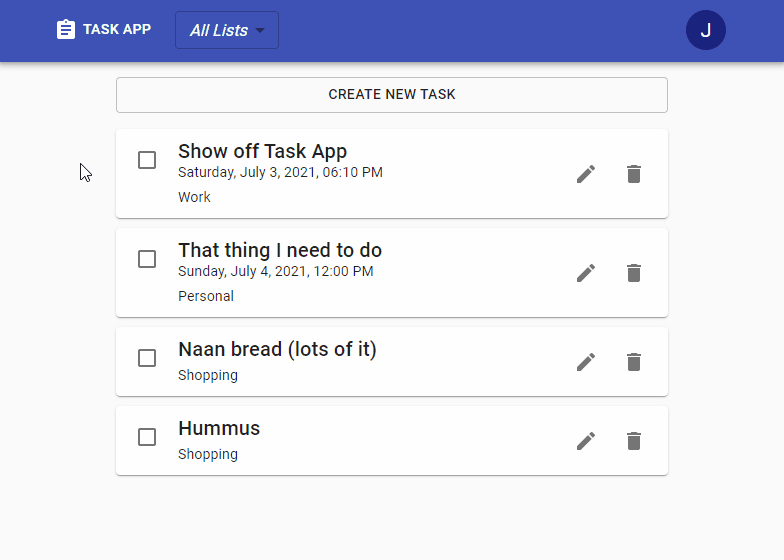 TASK APP
All Lists
J
CREATE NEW TASK
Show off Task App
Saturday, July 3, 2021, 06:10 PM
Work
That thing I need to do
Sunday, July 4, 2021, 12:00 PM
Personal
Naan bread (lots of it)
Shopping
Hummus
Shopping